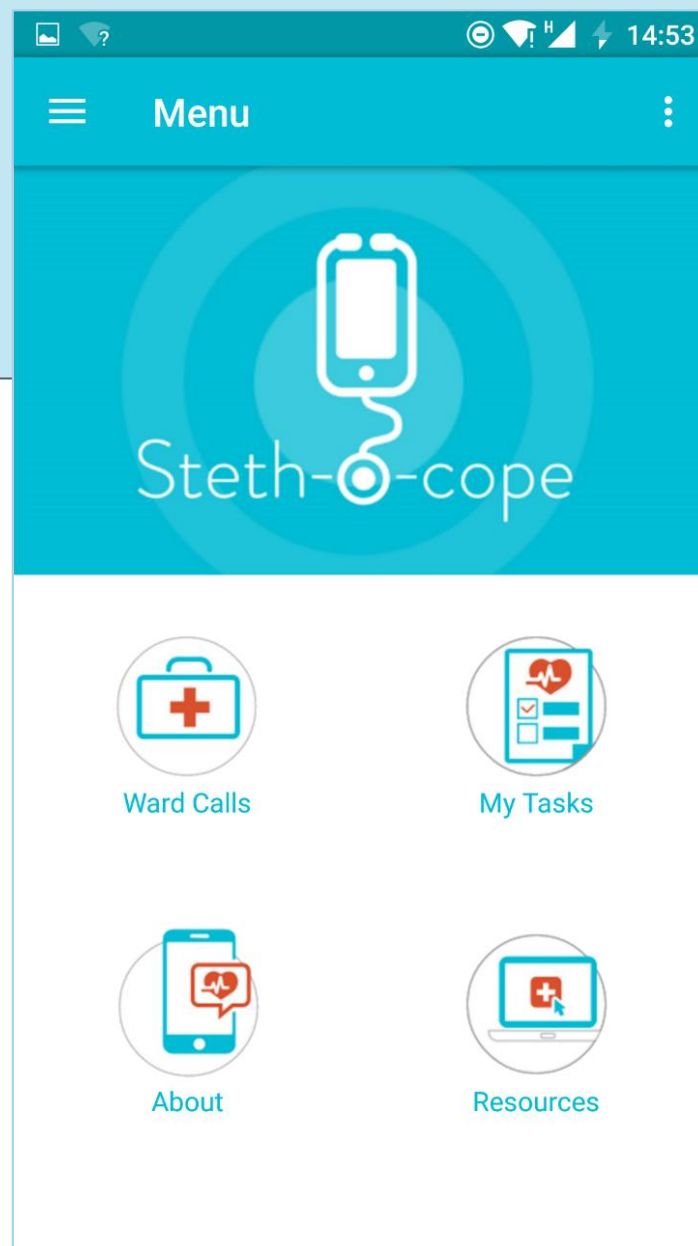 ? H 14:53
Menu
Steth-o-cope
Ward Calls
My Tasks
About
Resources